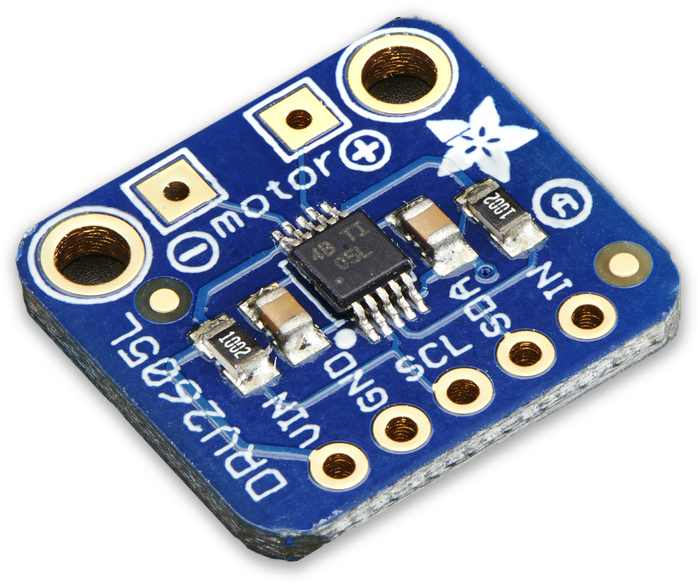 motor
+
−
4B TI
05L
1002
1002
DRV2605L
VIN
GND
SCL
SDA
IN